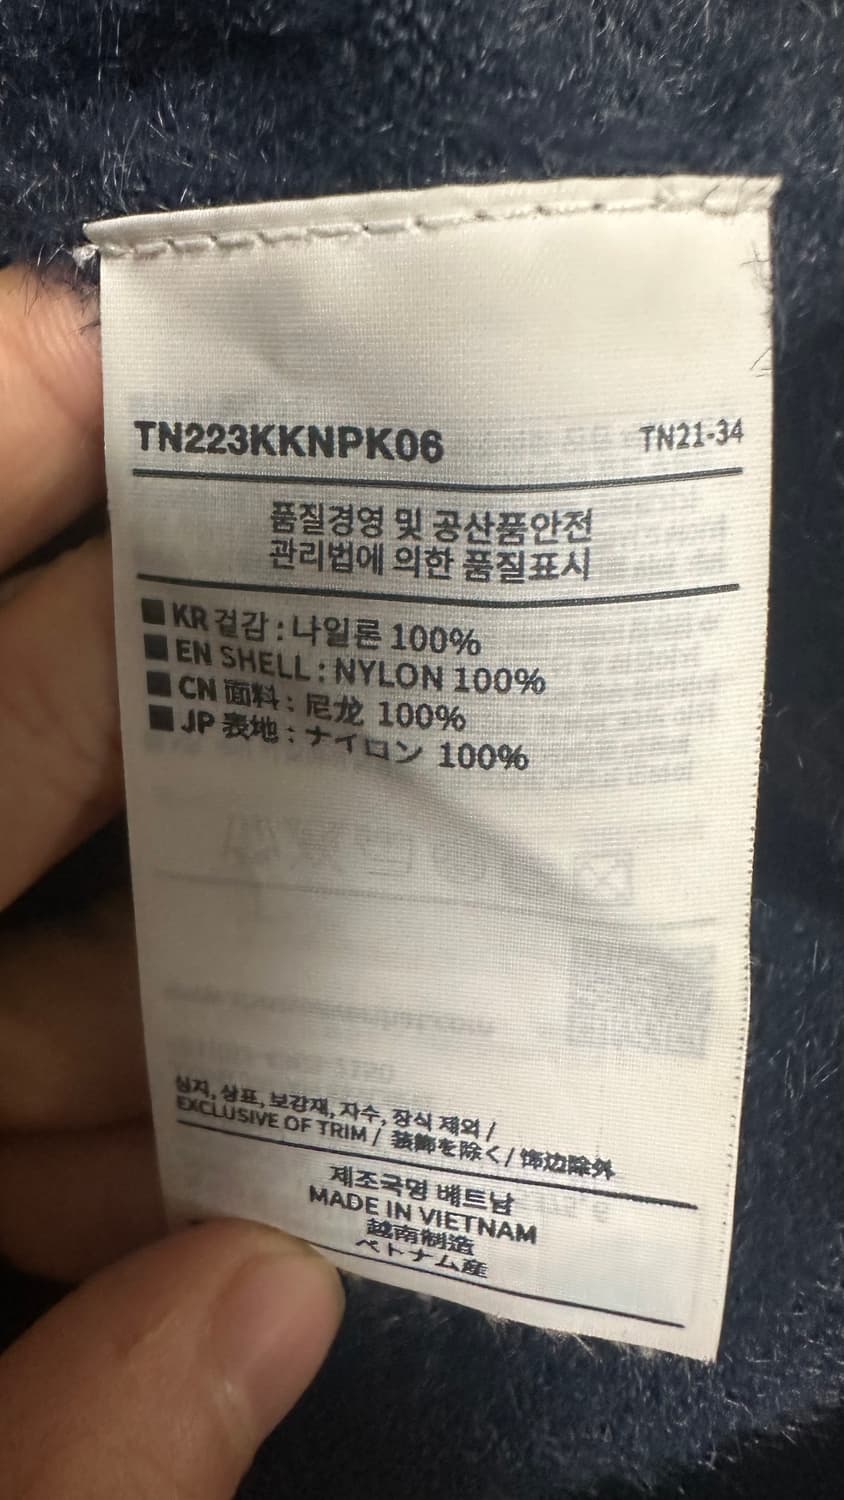 TN223KKNPK06 TN21-34
품질경영 및 공산품안전
관리법에 의한 품질표시
KR 겉감 : 나일론 100%
EN SHELL : NYLON 100%
CN 面料 : 尼龙 100%
JP 表地 : ナイロン 100%
심지, 상표, 보강재, 자수, 장식 제외 /
EXCLUSIVE OF TRIM / 装飾を除く / 饰边除外
제조국명 베트남
MADE IN VIETNAM
越南制造
ベトナム産